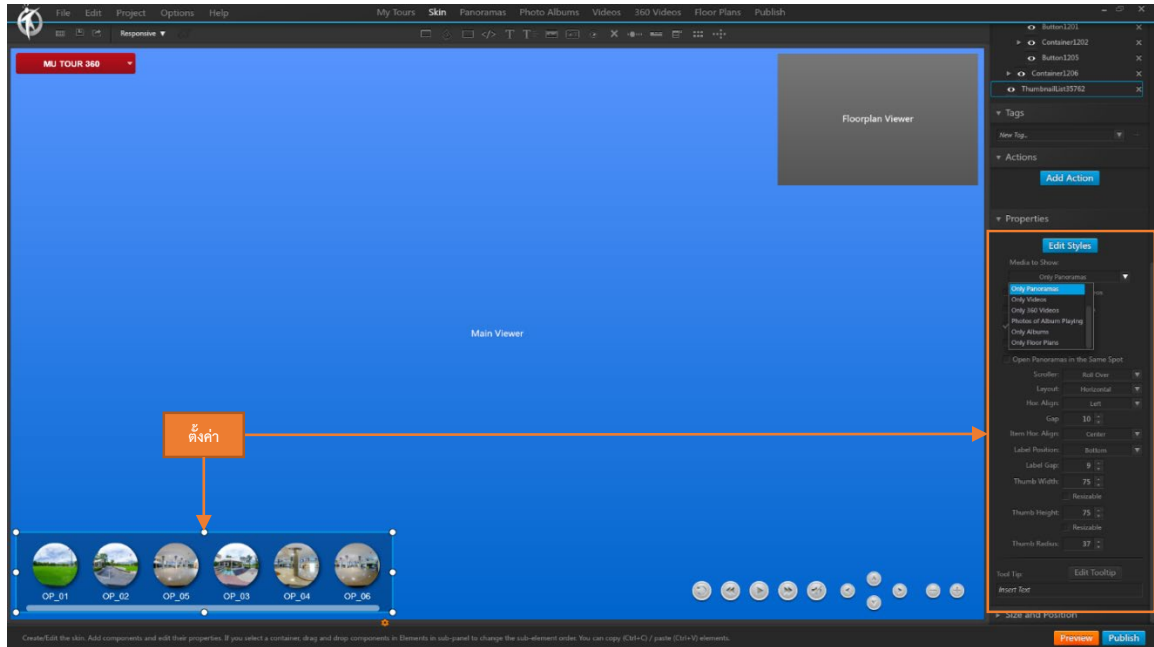 File Edit Project Options Help
My Tours Skin Panoramas Photo Albums Videos 360 Videos Floor Plans Publish
Responsive
MU TOUR 360
Floorplan Viewer
Main Viewer
ตั้งค่า
OP_01 OP_02 OP_05 OP_03 OP_04 OP_06
Button1201
Container1202
Button1205
Container1206
ThumbnailList35762
Tags
New Tag..
Actions
Add Action
Properties
Edit Styles
Media to Show:
Only Panoramas
Only Panoramas
Only Videos
Only 360 Videos
Photos of Album Playing
Only Albums
Only Floor Plans
Open Panoramas in the Same Spot
Scroller: Roll Over
Layout: Horizontal
Hor. Align: Left
Gap: 10
Item Hor. Align: Center
Label Position: Bottom
Label Gap: 9
Thumb Width: 75
Resizable
Thumb Height: 75
Resizable
Thumb Radius: 37
Tool Tip: Edit Tooltip
Insert Text
Size and Position
Create/Edit the skin. Add components and edit their properties. If you select a container, drag and drop components in Elements in sub-panel to change the sub-element order. You can copy (Ctrl+C) / paste (Ctrl+V) elements.
Preview Publish